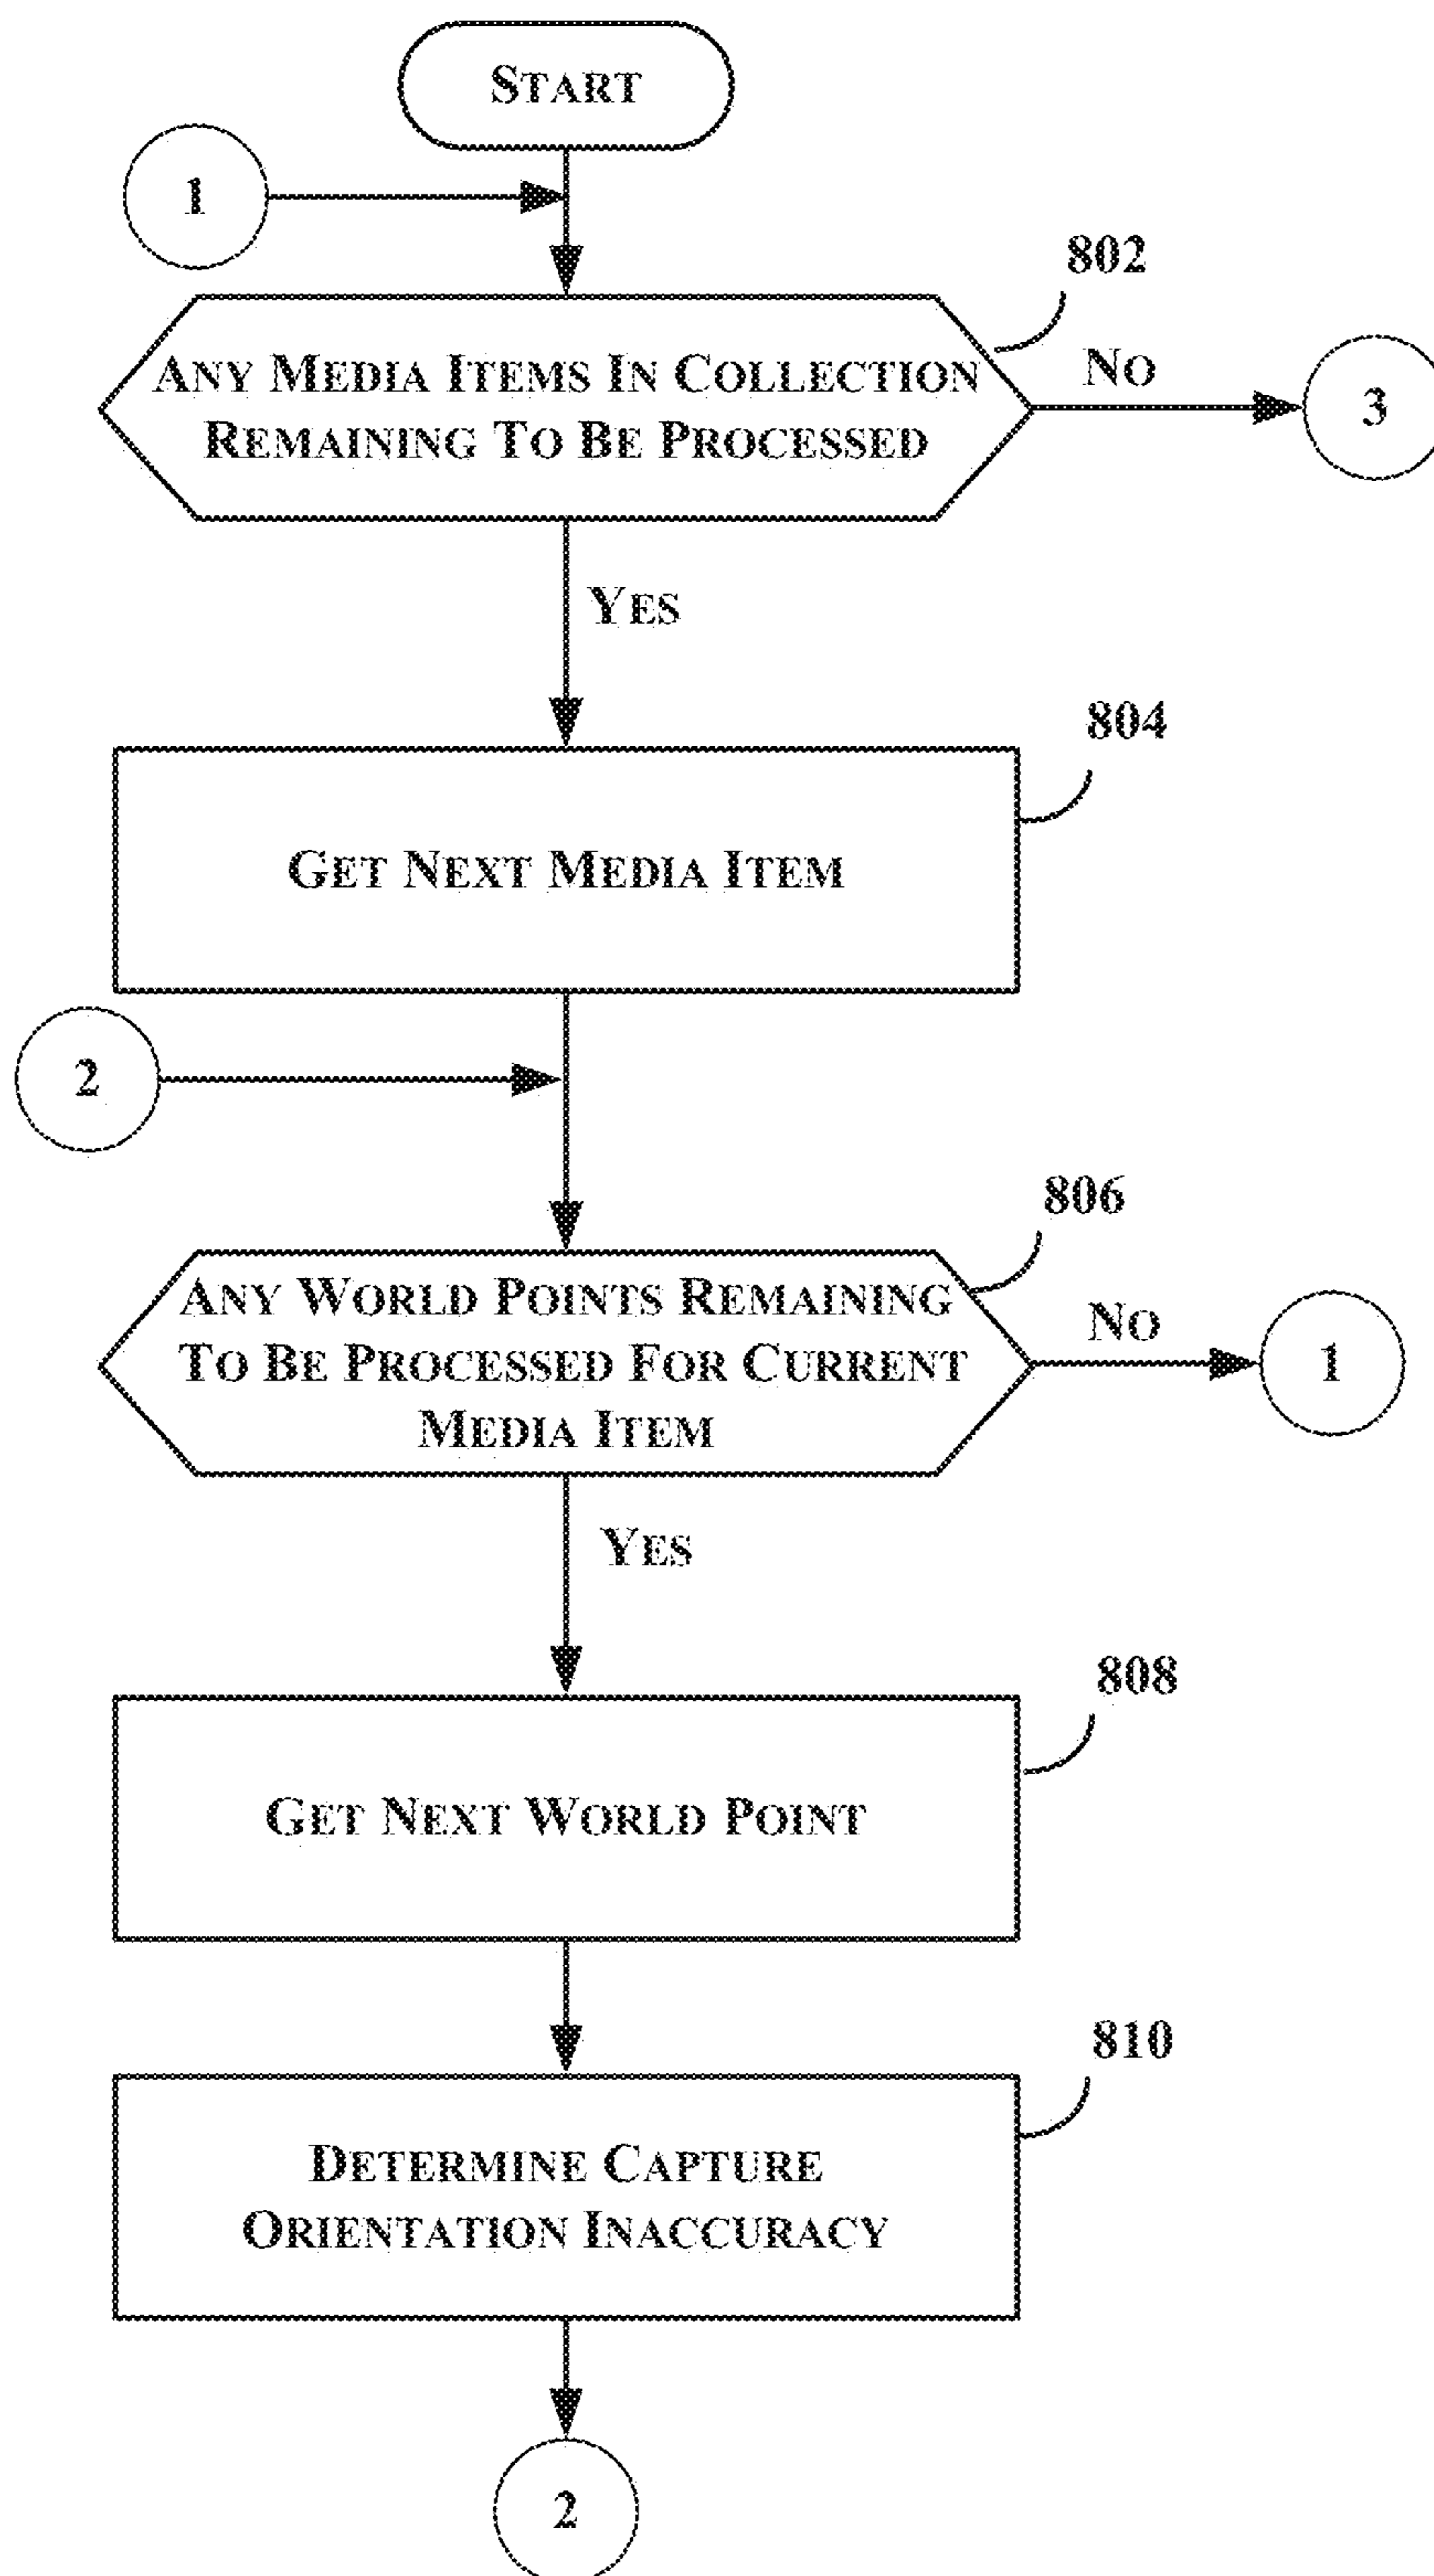 START
1
802
ANY MEDIA ITEMS IN COLLECTION
REMAINING TO BE PROCESSED
NO
3
YES
804
GET NEXT MEDIA ITEM
2
806
ANY WORLD POINTS REMAINING
TO BE PROCESSED FOR CURRENT
MEDIA ITEM
NO
1
YES
808
GET NEXT WORLD POINT
810
DETERMINE CAPTURE
ORIENTATION INACCURACY
2